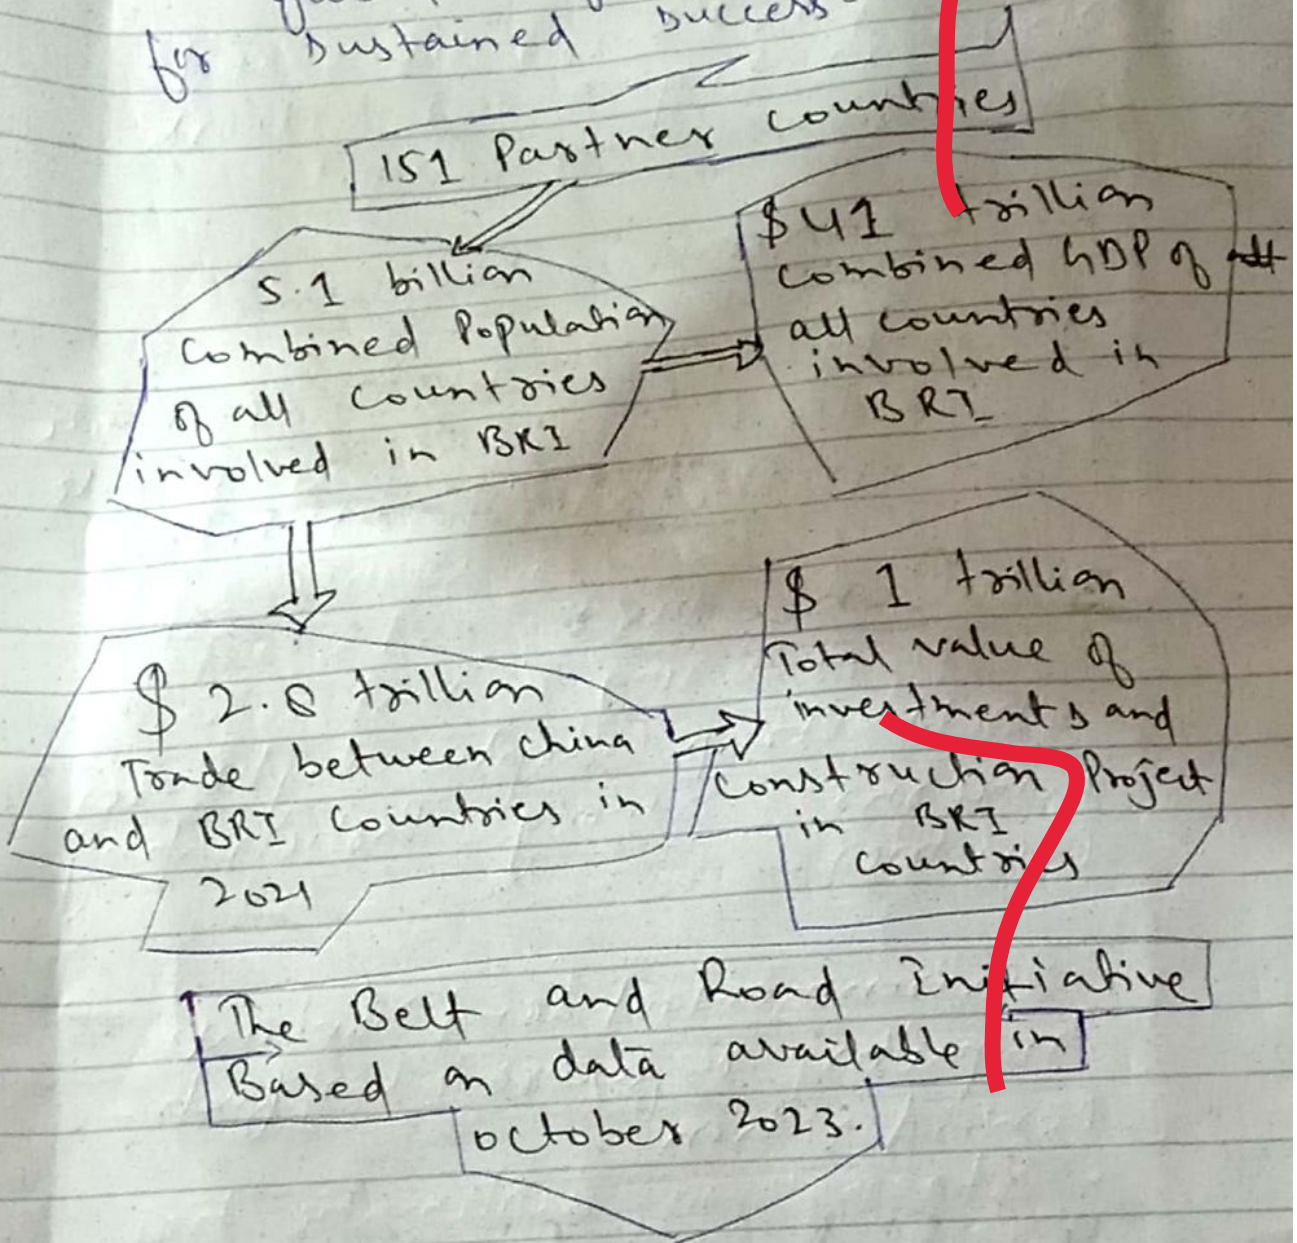 for sustained success
151 Partner countries
5.1 billion
combined Population
of all countries
involved in BRI
$41 trillion
combined GDP of
all countries
involved in
BRI
$ 2.8 trillion
Trade between china
and BRI countries in
2021
$ 1 trillion
Total value of
investments and
construction Project
in BRI
countries
The Belt and Road Initiative
Based on data available in
october 2023.